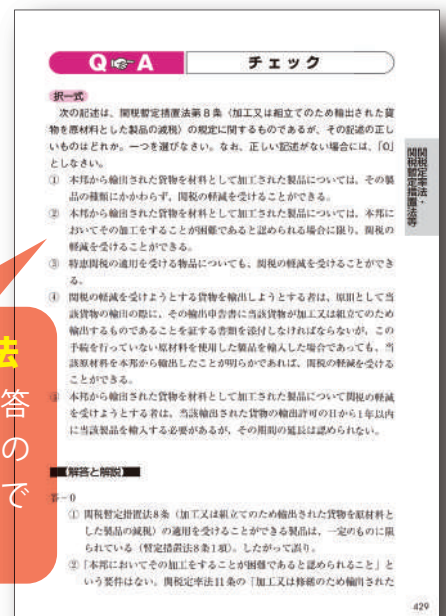 Q☞A
チェック
択一式
次の記述は、関税暫定措置法第8条（加工又は組立てのため輸出された貨
物を原材料とした製品の減税）の規定に関するものであるが、その記述の正し
いものはどれか。一つを選びなさい。なお、正しい記述がない場合には、「0」
としなさい。
① 本邦から輸出された貨物を材料として加工された製品については、その製
品の種類にかかわらず、関税の軽減を受けることができる。
② 本邦から輸出された貨物を材料として加工された製品については、本邦に
おいてその加工をすることが困難であると認められる場合に限り、関税の
軽減を受けることができる。
③ 特恵関税の適用を受ける物品についても、関税の軽減を受けることができ
る。
④ 関税の軽減を受けようとする貨物を輸出しようとする者は、原則として当
該貨物の輸出の際に、その輸出申告書に当該貨物が加工又は組立てのため
輸出するものであることを証する書類を添付しなければならないが、この
手続を行っていない原材料を使用した製品を輸入した場合であっても、当
該原材料を本邦から輸出したことが明らかであれば、関税の軽減を受ける
ことができる。
⑤ 本邦から輸出された貨物を材料として加工された製品について関税の軽減
を受けようとする者は、当該輸出された貨物の輸出許可の日から1年以内
に当該製品を輸入する必要があるが、その期間の延長は認められない。
関税定率法・
関税暫定措置法等
法
答
の
で
解答と解説
答－0
① 関税暫定措置法8条（加工又は組立てのため輸出された貨物を原材料と
した製品の減税）の適用を受けることができる製品は、一定のものに限
られている（暫定措置法8条1項）。したがって誤り。
② 「本邦においてその加工をすることが困難であると認められること」と
いう要件はない。関税定率法11条の「加工又は修繕のため輸出された
429